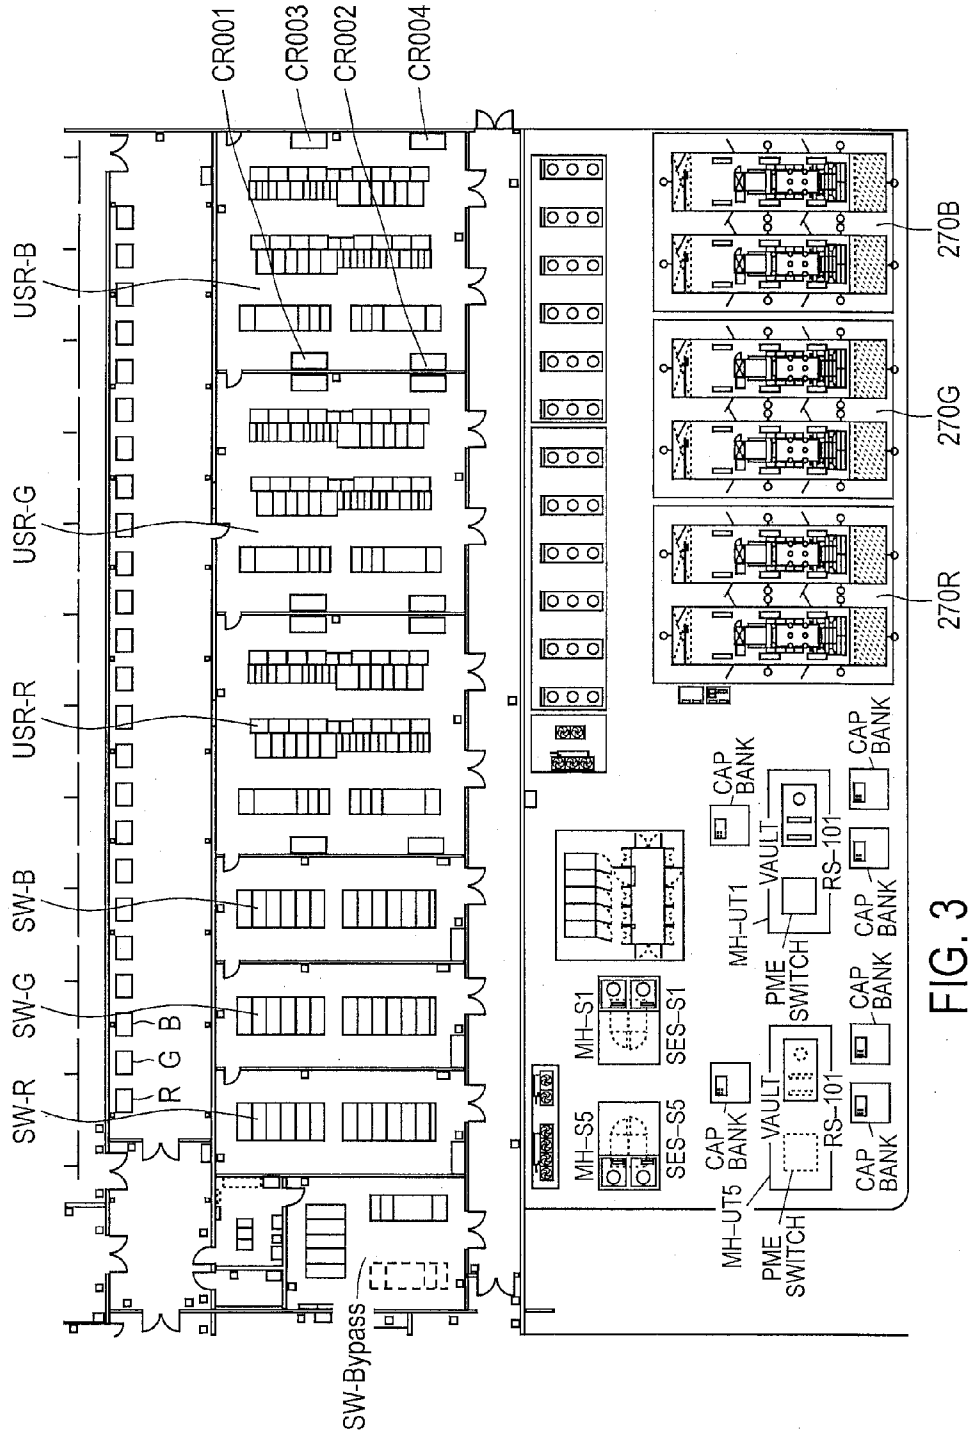 CR001
CR003
CR002
CR004
USR-B
USR-G
USR-R
SW-B
SW-G
SW-R
B
G
R
SW-Bypass
270B
270G
270R
CAP
BANK
CAP
BANK
MH–UT1
VAULT
RS–101
PME
SWITCH
CAP
BANK
MH–S1
SES–S1
CAP
BANK
MH–S5
SES–S5
CAP
BANK
MH–UT5
VAULT
RS–101
PME
SWITCH
CAP
BANK
FIG. 3